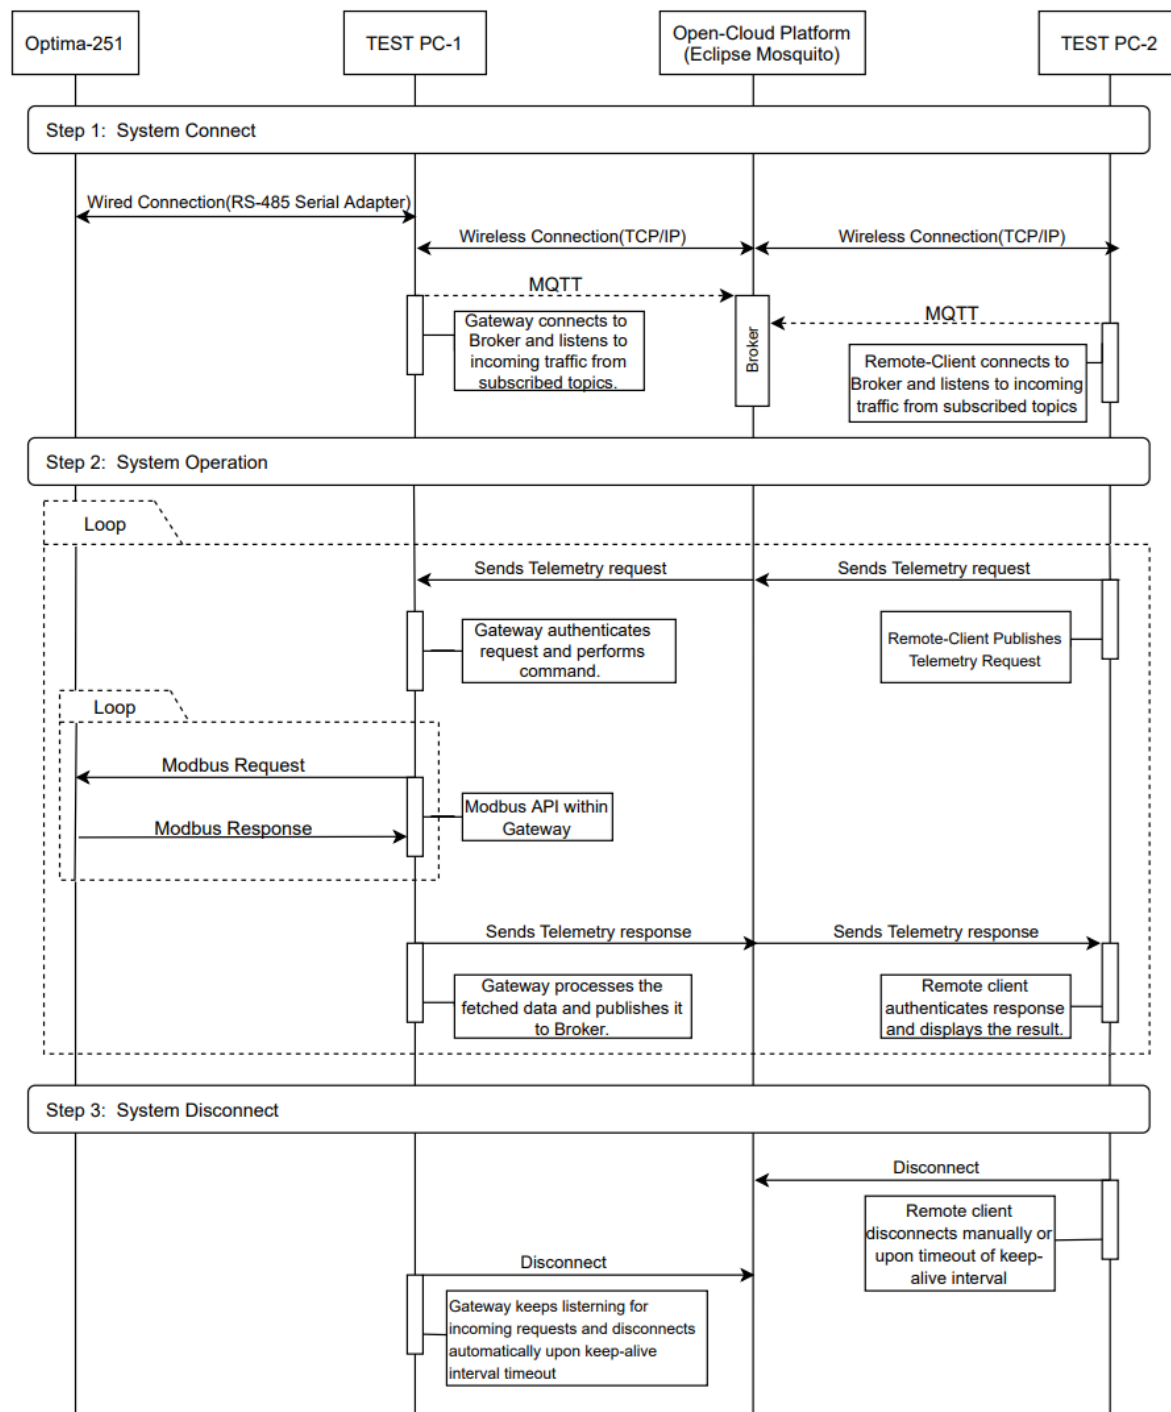 Optima-251
TEST PC-1
Open-Cloud Platform
(Eclipse Mosquito)
TEST PC-2
Step 1:  System Connect
Wired Connection(RS-485 Serial Adapter)
Wireless Connection(TCP/IP)
Wireless Connection(TCP/IP)
MQTT
MQTT
Gateway connects to
Broker and listens to
incoming traffic from
subscribed topics.
Broker
Remote-Client connects to
Broker and listens to incoming
traffic from subscribed topics
Step 2:  System Operation
Loop
Sends Telemetry request
Sends Telemetry request
Gateway authenticates
request and performs
command.
Remote-Client Publishes
Telemetry Request
Loop
Modbus Request
Modbus Response
Modbus API within
Gateway
Sends Telemetry response
Sends Telemetry response
Gateway processes the
fetched data and publishes it
to Broker.
Remote client
authenticates response
and displays the result.
Step 3:  System Disconnect
Disconnect
Remote client
disconnects manually or
upon timeout of keep-
alive interval
Disconnect
Gateway keeps listerning for
incoming requests and disconnects
automatically upon keep-alive
interval timeout